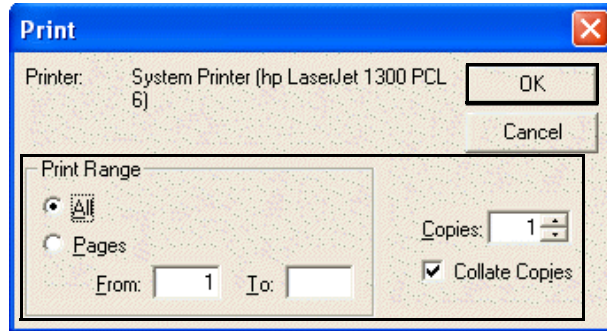 Print
Printer: System Printer (hp LaserJet 1300 PCL
6)
OK
Cancel
Print Range
All
Pages
From: 1 To:
Copies: 1
Collate Copies